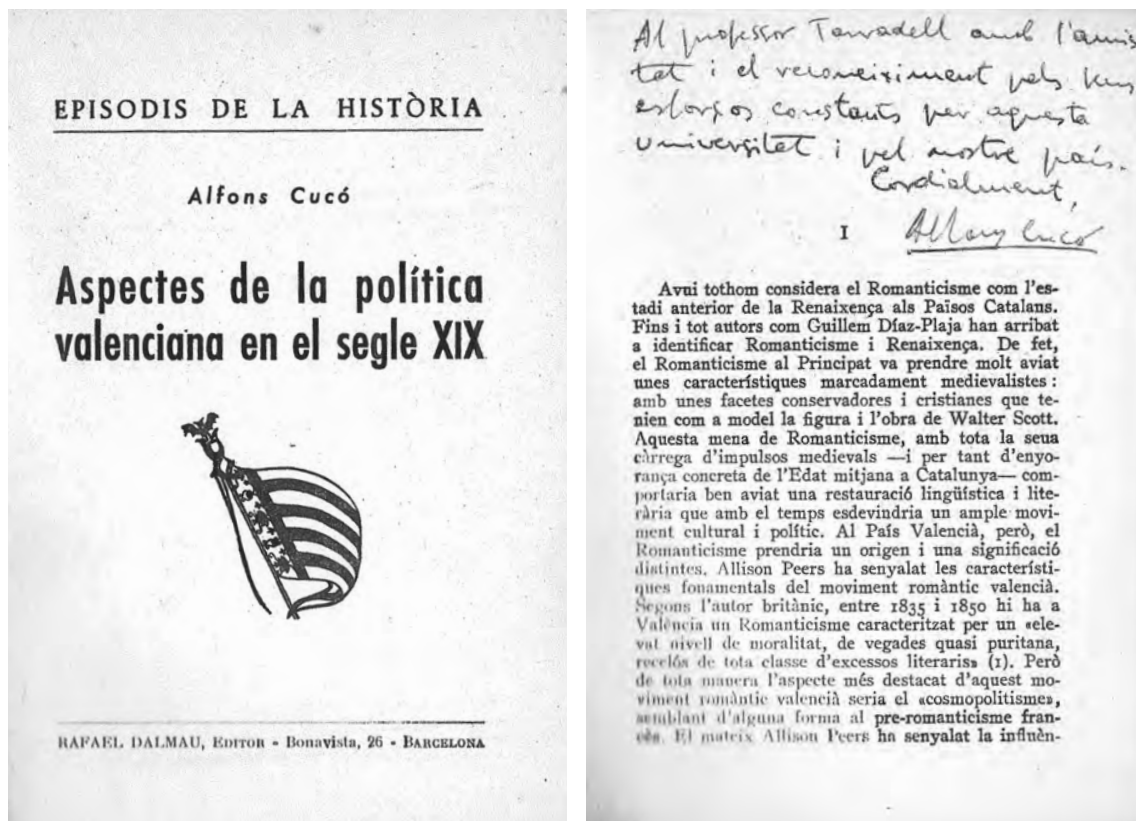 EPISODIS DE LA HISTÒRIA
Alfons Cucó
Aspectes de la política
valenciana en el segle XIX
RAFAEL DALMAU, EDITOR - Bonavista, 26 - BARCELONA
Al professor Tarradell amb l'amis
tat i el reconeixement pels seus
esforços constants per aquesta
Universitat i pel nostre país.
Cordialment,
Alfons Cucó
I
Avui tothom considera el Romanticisme com l'es-
tadi anterior de la Renaixença als Països Catalans.
Fins i tot autors com Guillem Díaz-Plaja han arribat
a identificar Romanticisme i Renaixença. De fet,
el Romanticisme al Principat va prendre molt aviat
unes característiques marcadament medievalistes :
amb unes facetes conservadores i cristianes que te-
nien com a model la figura i l'obra de Walter Scott.
Aquesta mena de Romanticisme, amb tota la seua
càrrega d'impulsos medievals —i per tant d'enyo-
rança concreta de l'Edat mitjana a Catalunya— com-
portaria ben aviat una restauració lingüística i lite-
rària que amb el temps esdevindria un ample movi-
ment cultural i polític. Al País Valencià, però, el
Romanticisme prendria un origen i una significació
distintes. Allison Peers ha senyalat les característi-
ques fonamentals del moviment romàntic valencià.
Segons l'autor britànic, entre 1835 i 1850 hi ha a
València un Romanticisme caracteritzat per un «ele-
vat nivell de moralitat, de vegades quasi puritana,
recelós de tota classe d'excessos literaris» (1). Però
de tota manera l'aspecte més destacat d'aquest mo-
viment romàntic valencià seria el «cosmopolitisme»,
semblant d'alguna forma al pre-romanticisme fran-
cès. El mateix Allison Peers ha senyalat la influèn-